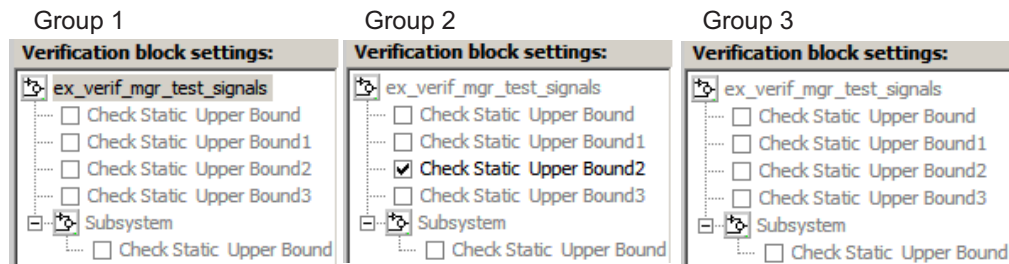 Group 1
Verification block settings:
ex_verif_mgr_test_signals
Check Static Upper Bound
Check Static Upper Bound1
Check Static Upper Bound2
Check Static Upper Bound3
Subsystem
Check Static Upper Bound
Group 2
Verification block settings:
ex_verif_mgr_test_signals
Check Static Upper Bound
Check Static Upper Bound1
Check Static Upper Bound2
Check Static Upper Bound3
Subsystem
Check Static Upper Bound
Group 3
Verification block settings:
ex_verif_mgr_test_signals
Check Static Upper Bound
Check Static Upper Bound1
Check Static Upper Bound2
Check Static Upper Bound3
Subsystem
Check Static Upper Bound